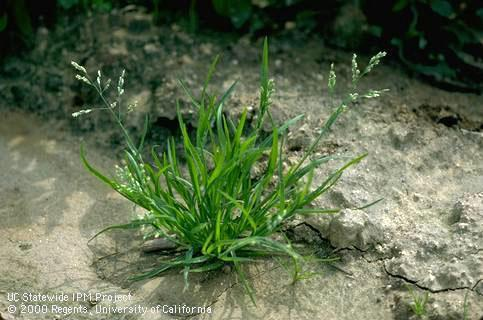 UC Statewide IPM Project
© 2000 Regents, University of California